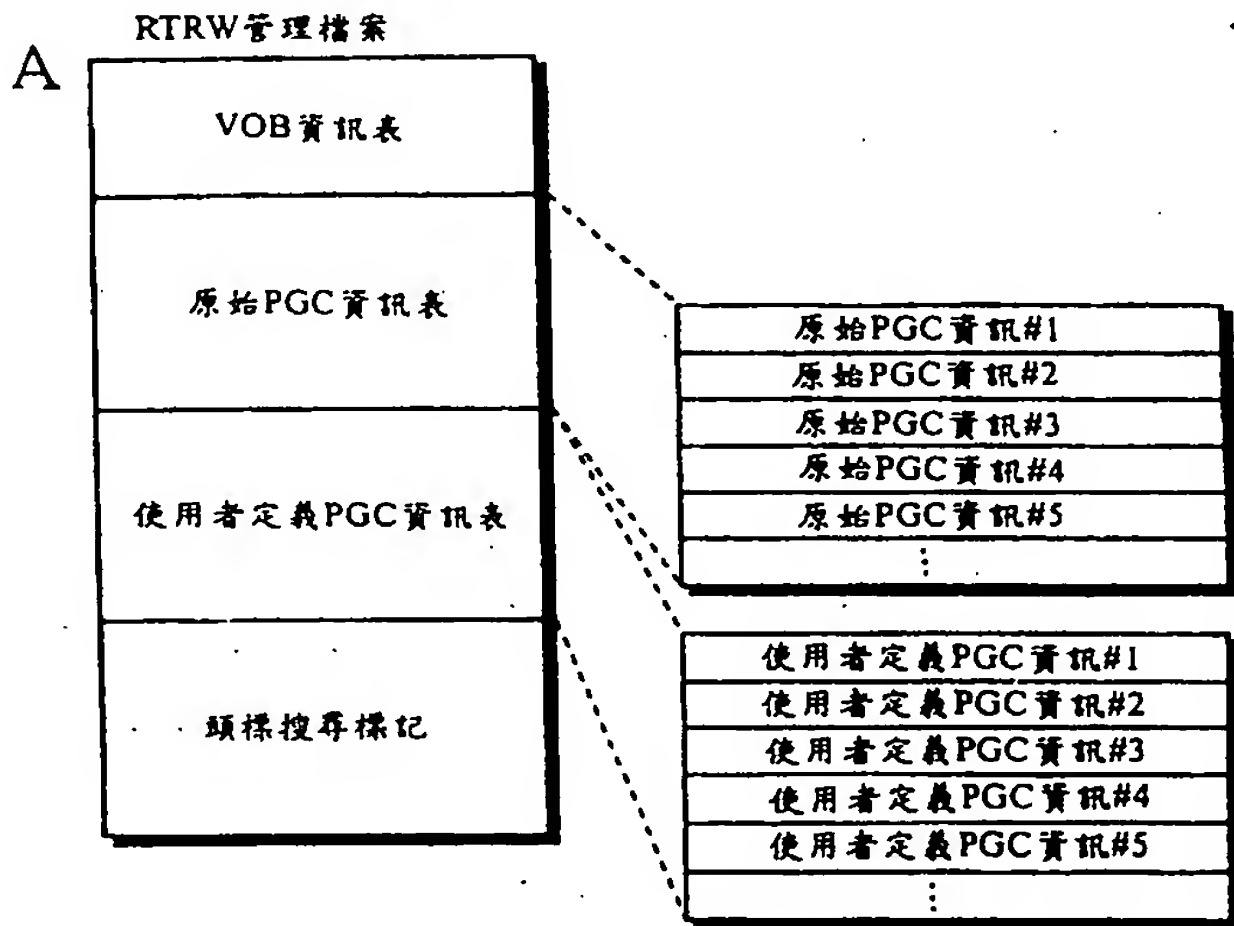 RTRW管理檔案
A
VOB資訊表
原始PGC資訊表
使用者定義PGC資訊表
頭標搜尋標記
原始PGC資訊#1
原始PGC資訊#2
原始PGC資訊#3
原始PGC資訊#4
原始PGC資訊#5
⋮
使用者定義PGC資訊#1
使用者定義PGC資訊#2
使用者定義PGC資訊#3
使用者定義PGC資訊#4
使用者定義PGC資訊#5
⋮